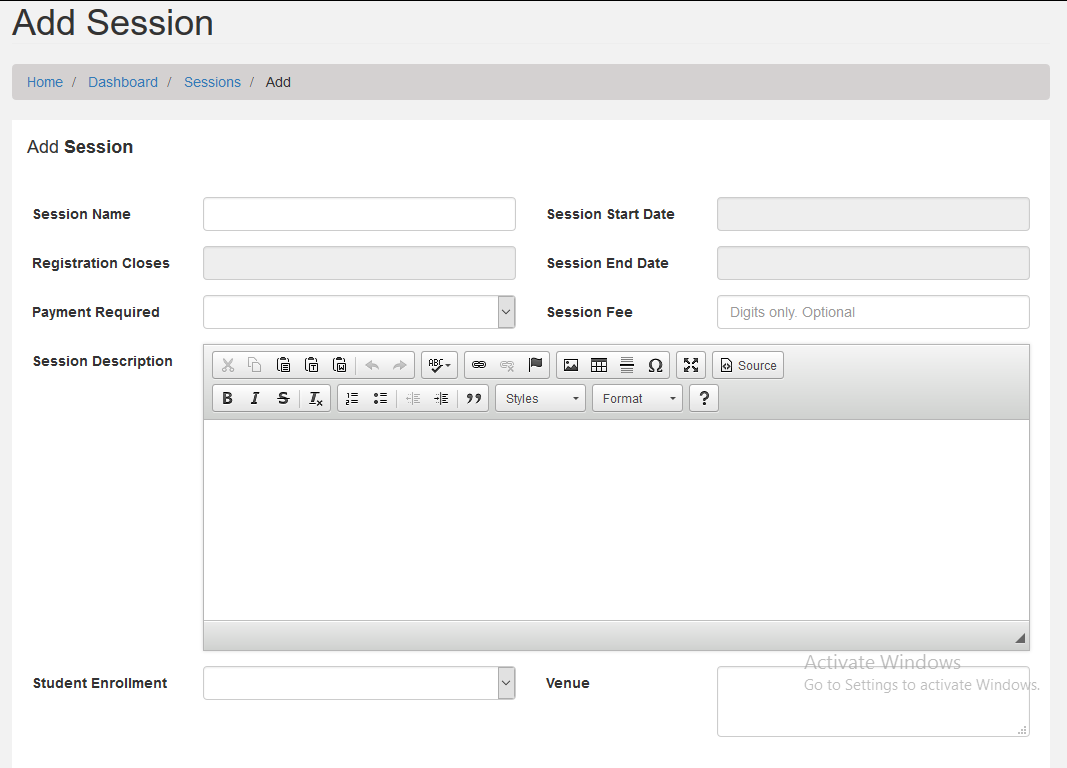 Add Session
Home / Dashboard / Sessions / Add
Add Session
Session Name
Session Start Date
Registration Closes
Session End Date
Payment Required
Session Fee
Digits only. Optional
Session Description
ABC
Source
B I S Tx
Styles
Format
?
Student Enrollment
Venue
Activate Windows
Go to Settings to activate Windows.